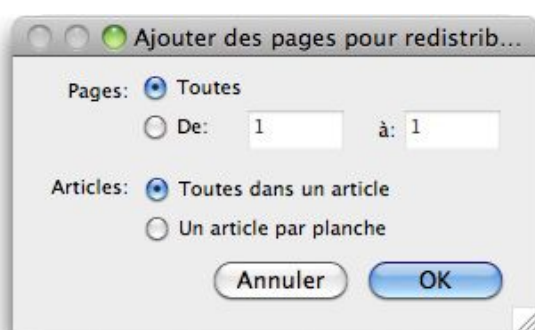 Ajouter des pages pour redistrib...
Pages: Toutes
De: 1 à: 1
Articles: Toutes dans un article
Un article par planche
Annuler OK